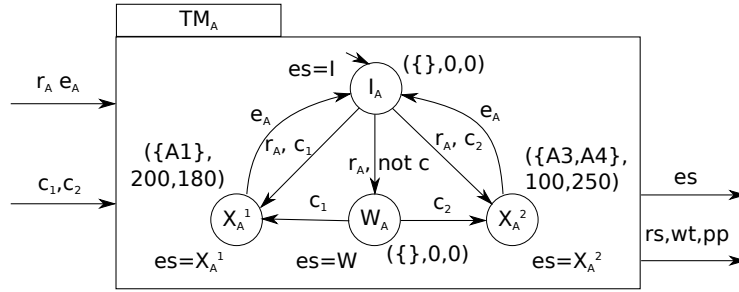 TM_A
es=I
({},0,0)
I_A
r_A e_A
e_A
e_A
r_A, c_1
r_A, c_2
({A1},
200,180)
r_A, not c
({A3,A4},
100,250)
c_1,c_2
c_1
c_2
es
X_A^1
W_A
X_A^2
rs,wt,pp
({},0,0)
es=X_A^1
es=W
es=X_A^2